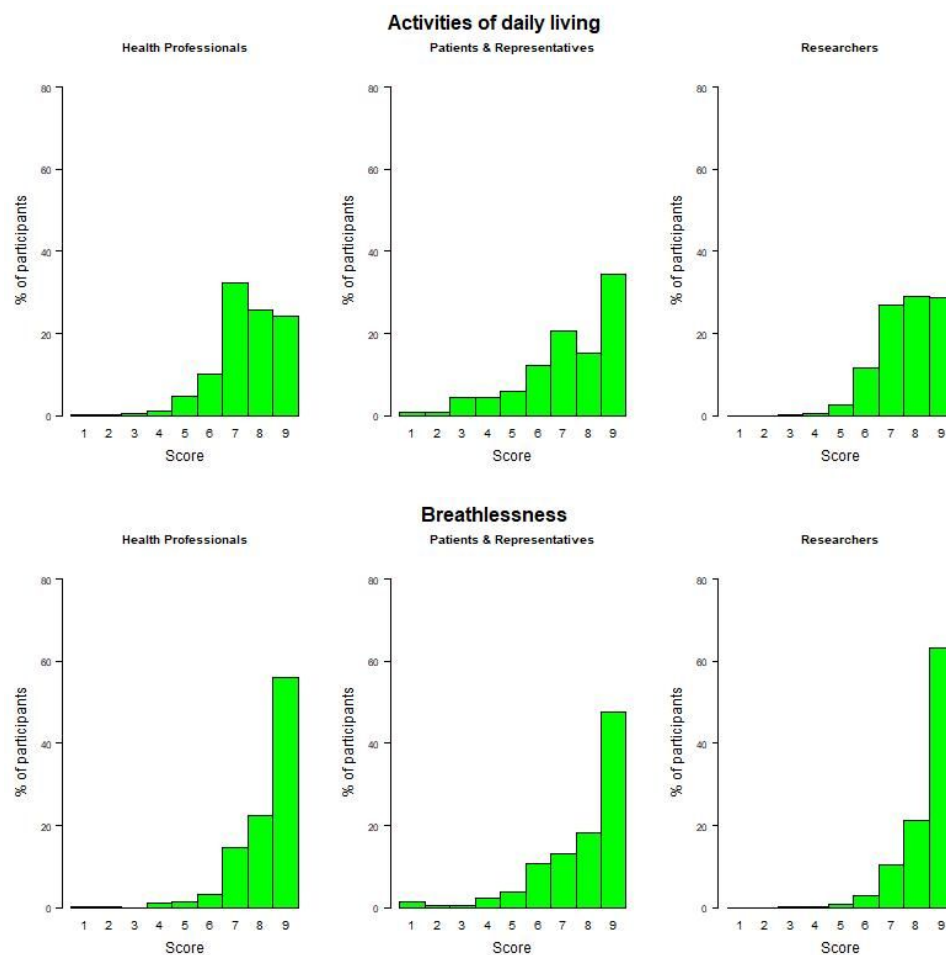 Activities of daily living
Health Professionals
Patients & Representatives
Researchers
% of participants
80
60
40
20
0
1 2 3 4 5 6 7 8 9
Score
% of participants
80
60
40
20
0
1 2 3 4 5 6 7 8 9
Score
% of participants
80
60
40
20
0
1 2 3 4 5 6 7 8 9
Score
Breathlessness
Health Professionals
Patients & Representatives
Researchers
% of participants
80
60
40
20
0
1 2 3 4 5 6 7 8 9
Score
% of participants
80
60
40
20
0
1 2 3 4 5 6 7 8 9
Score
% of participants
80
60
40
20
0
1 2 3 4 5 6 7 8 9
Score